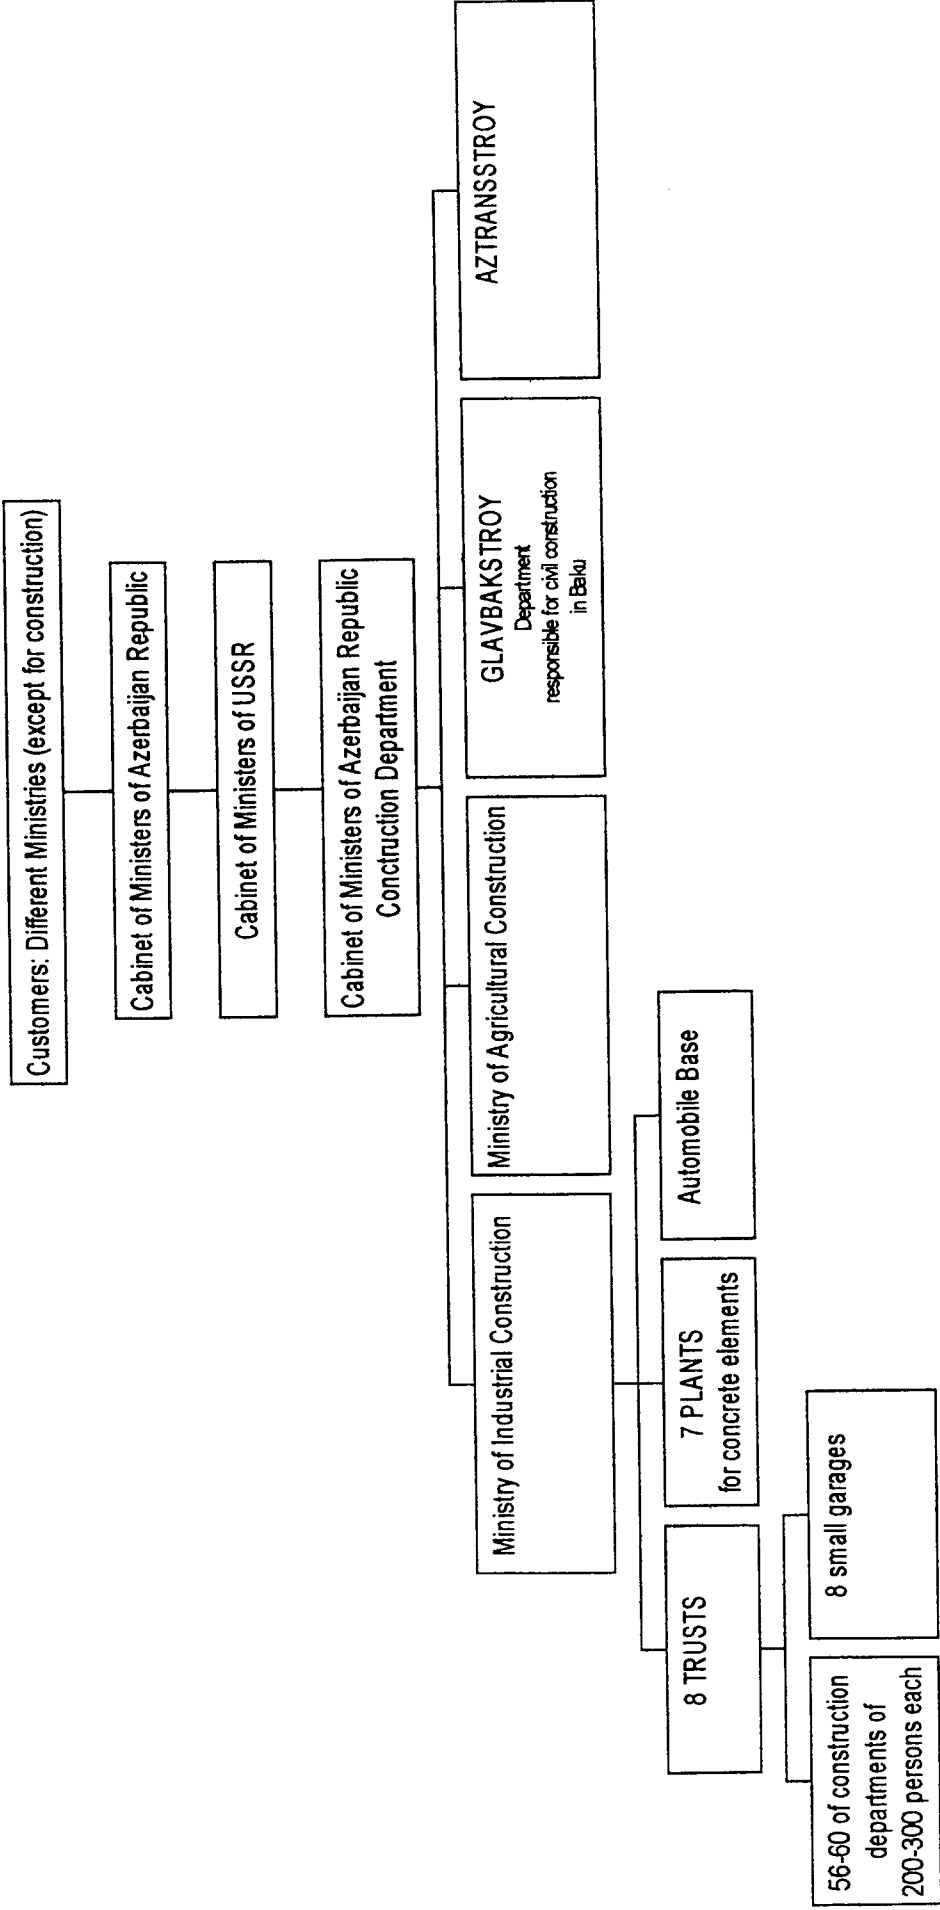 Customers: Different Ministries (except for construction)
Cabinet of Ministers of Azerbaijan Republic
Cabinet of Ministers of USSR
Cabinet of Ministers of Azerbaijan Republic
Conctruction Department
Ministry of Industrial Construction
Ministry of Agricultural Construction
GLAVBAKSTROY
Department
responsible for civil construction
in Baku
AZTRANSSTROY
8 TRUSTS
7 PLANTS
for concrete elements
Automobile Base
56-60 of construction
departments of
200-300 persons each
8 small garages